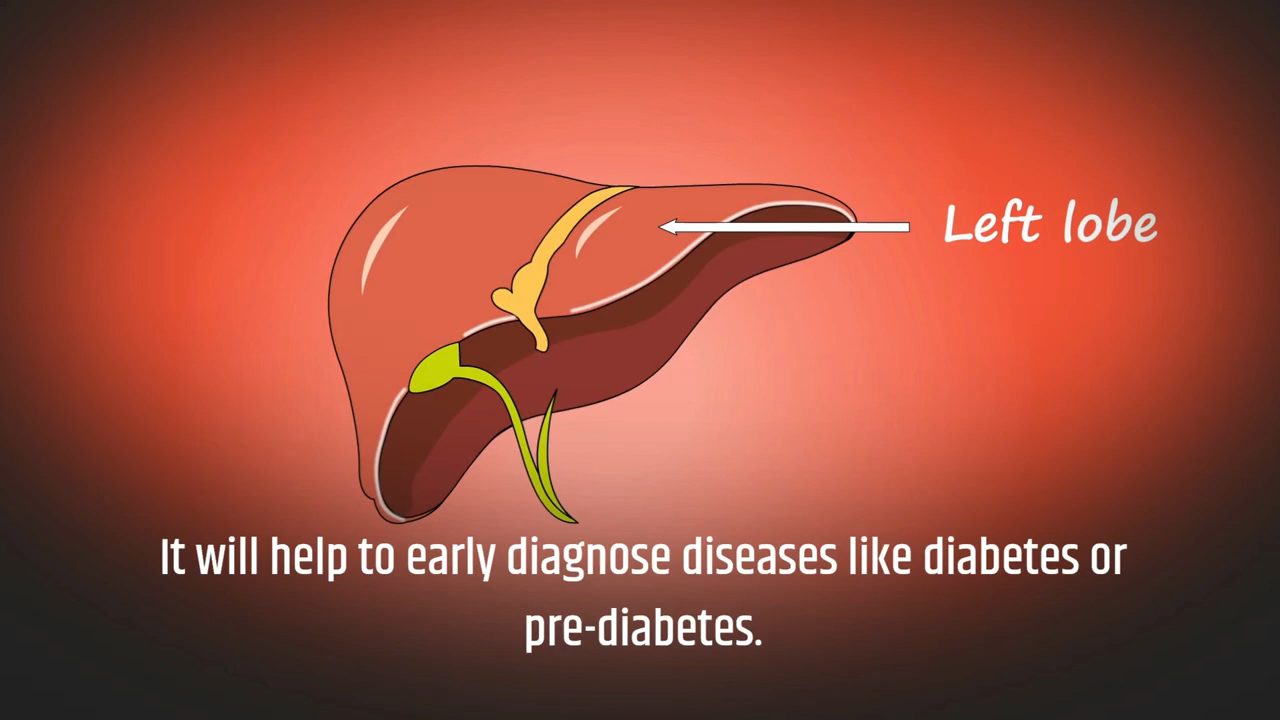 Left lobe
It will help to early diagnose diseases like diabetes or
pre-diabetes.